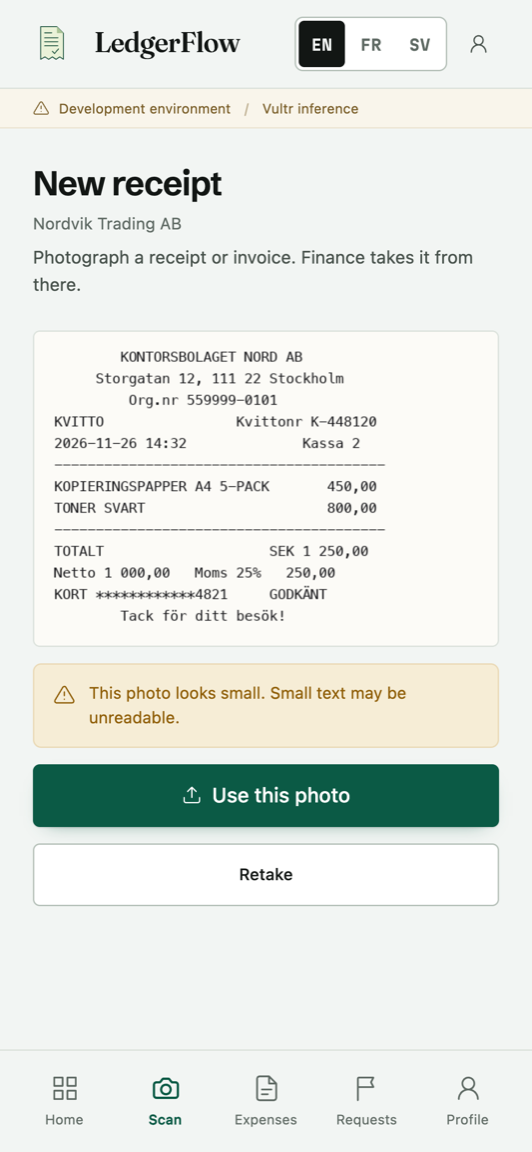 LedgerFlow
EN FR SV
Development environment / Vultr inference
New receipt
Nordvik Trading AB
Photograph a receipt or invoice. Finance takes it from
there.
KONTORSBOLAGET NORD AB
Storgatan 12, 111 22 Stockholm
Org.nr 559999-0101
KVITTO Kvittonr K-448120
2026-11-26 14:32 Kassa 2
----------------------------------------
KOPIERINGSPAPPER A4 5-PACK 450,00
TONER SVART 800,00
----------------------------------------
TOTALT SEK 1 250,00
Netto 1 000,00 Moms 25% 250,00
KORT ************4821 GODKÄNT
Tack för ditt besök!
This photo looks small. Small text may be
unreadable.
Use this photo
Retake
Home Scan Expenses Requests Profile